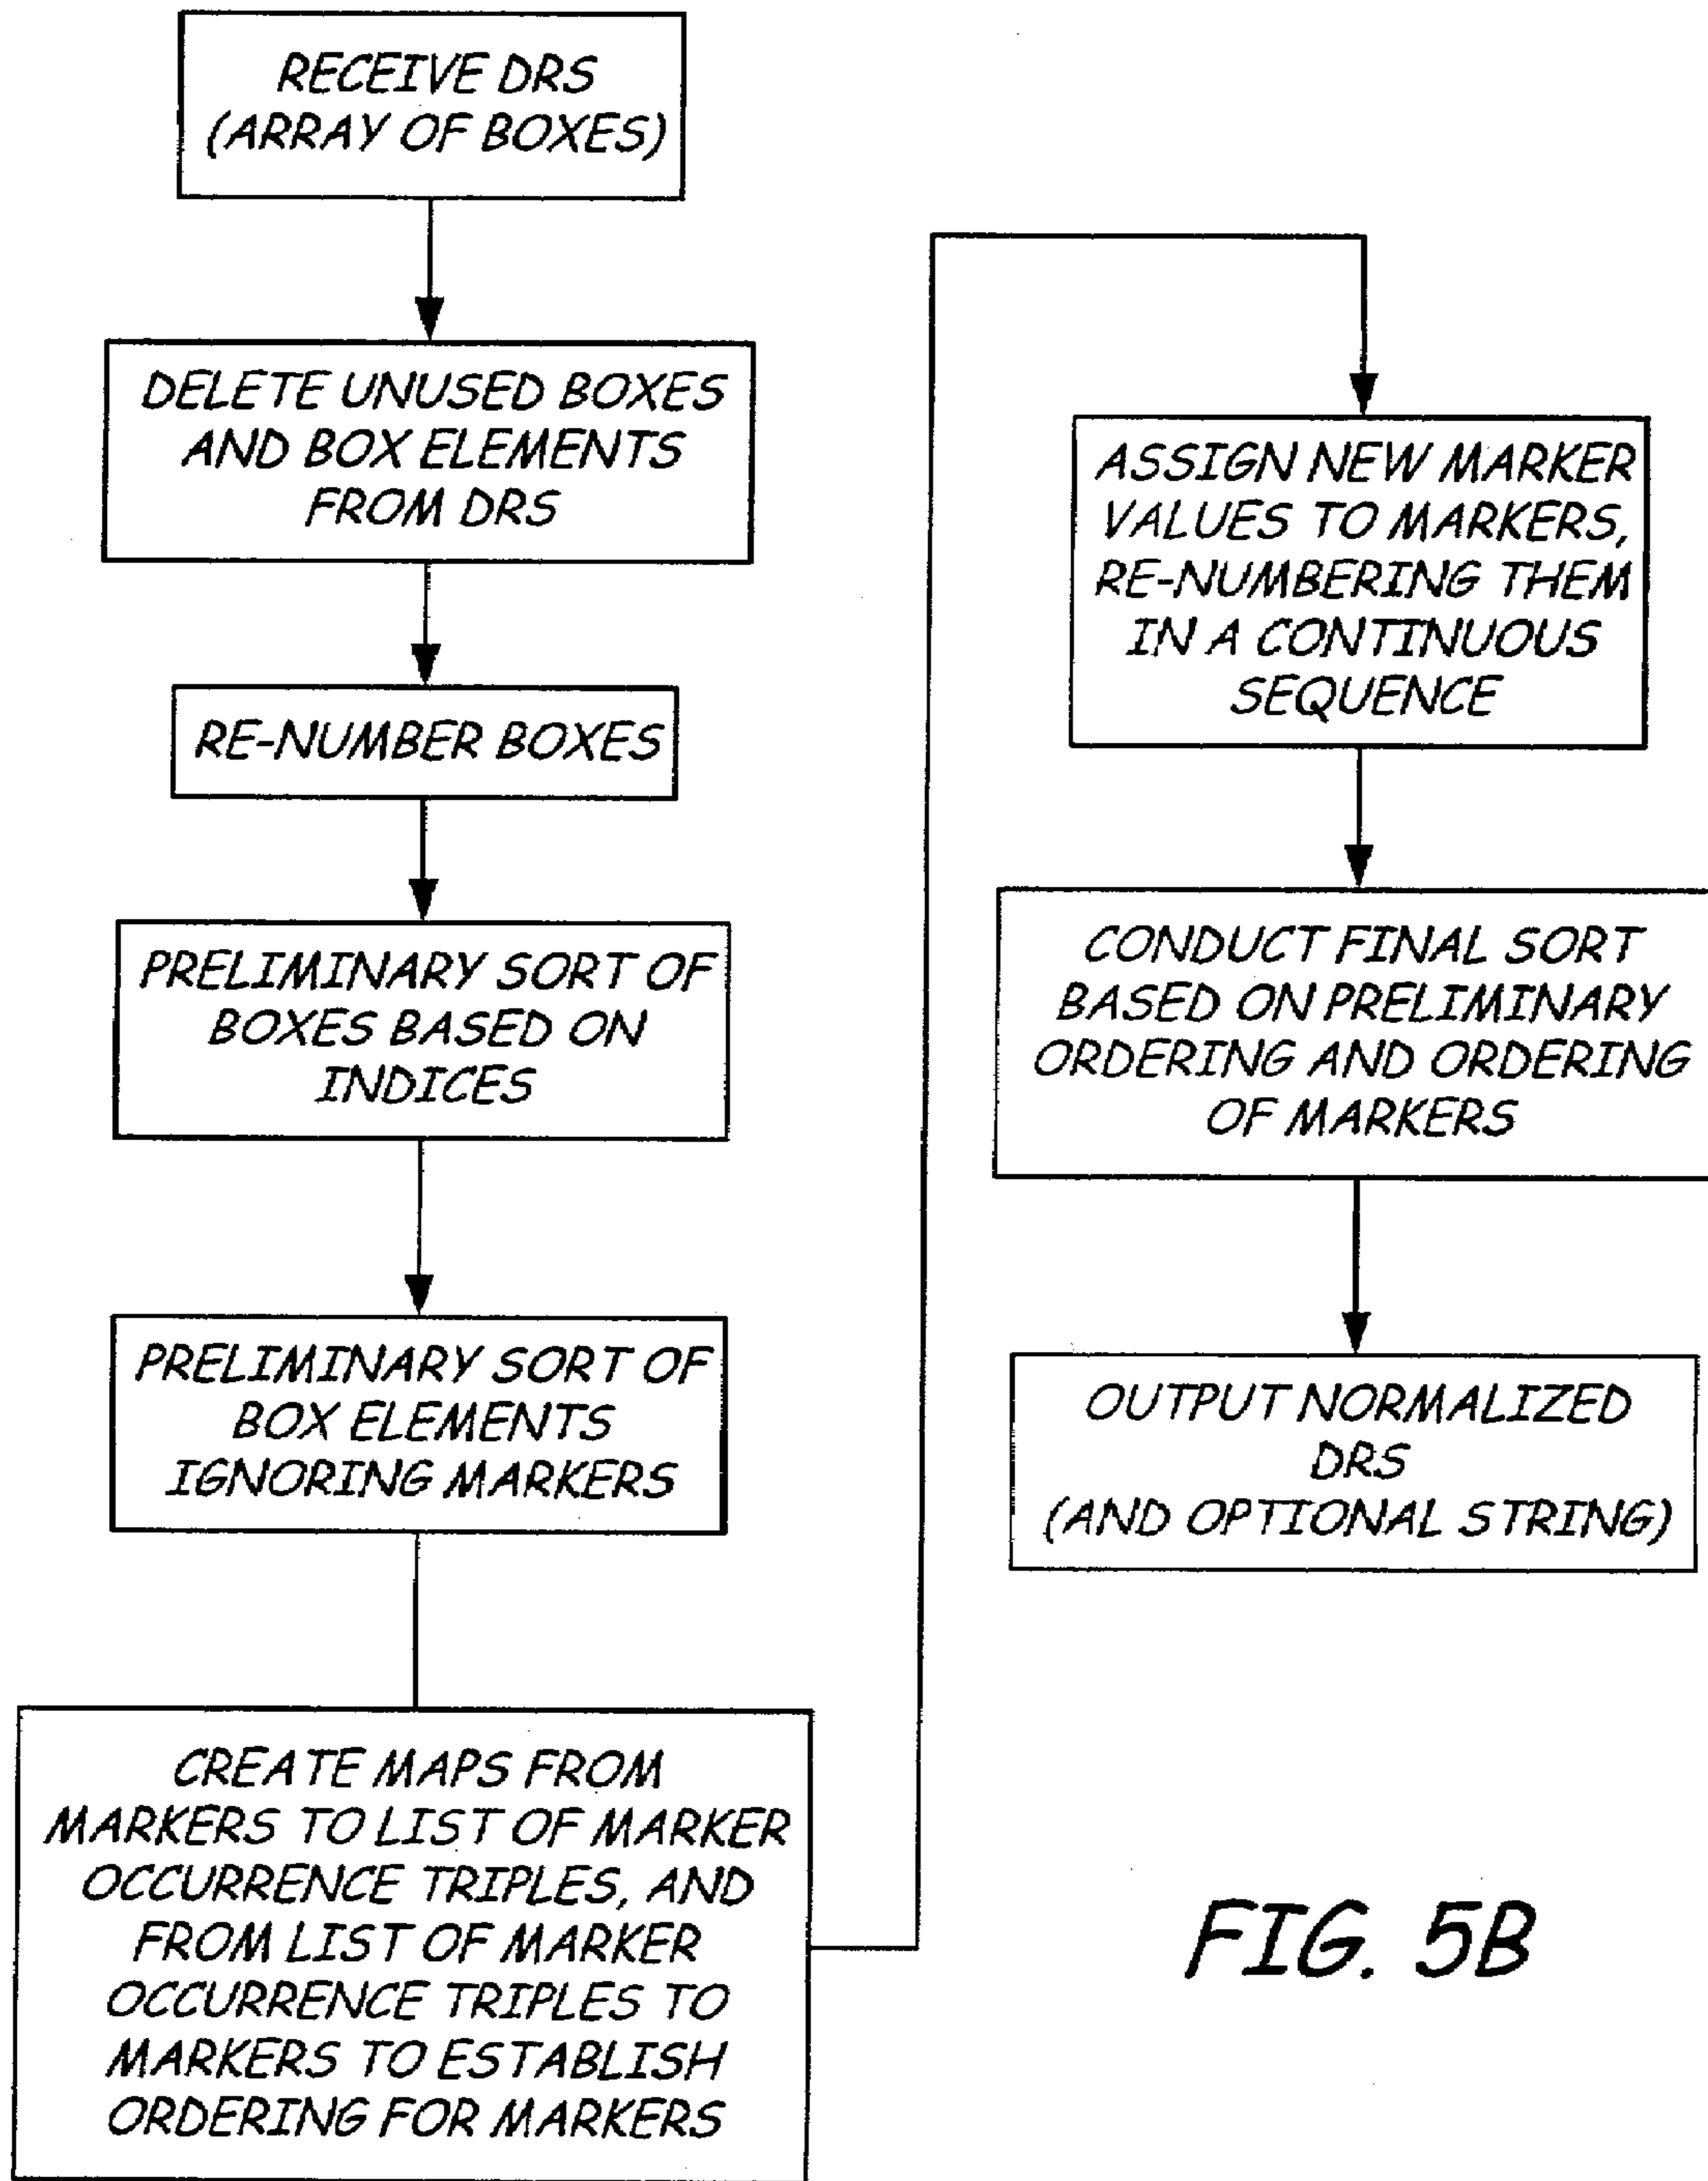 RECEIVE DRS
(ARRAY OF BOXES)
DELETE UNUSED BOXES
AND BOX ELEMENTS
FROM DRS
RE-NUMBER BOXES
PRELIMINARY SORT OF
BOXES BASED ON
INDICES
PRELIMINARY SORT OF
BOX ELEMENTS
IGNORING MARKERS
CREATE MAPS FROM
MARKERS TO LIST OF MARKER
OCCURRENCE TRIPLES, AND
FROM LIST OF MARKER
OCCURRENCE TRIPLES TO
MARKERS TO ESTABLISH
ORDERING FOR MARKERS
ASSIGN NEW MARKER
VALUES TO MARKERS,
RE-NUMBERING THEM
IN A CONTINUOUS
SEQUENCE
CONDUCT FINAL SORT
BASED ON PRELIMINARY
ORDERING AND ORDERING
OF MARKERS
OUTPUT NORMALIZED
DRS
(AND OPTIONAL STRING)
FIG. 5B